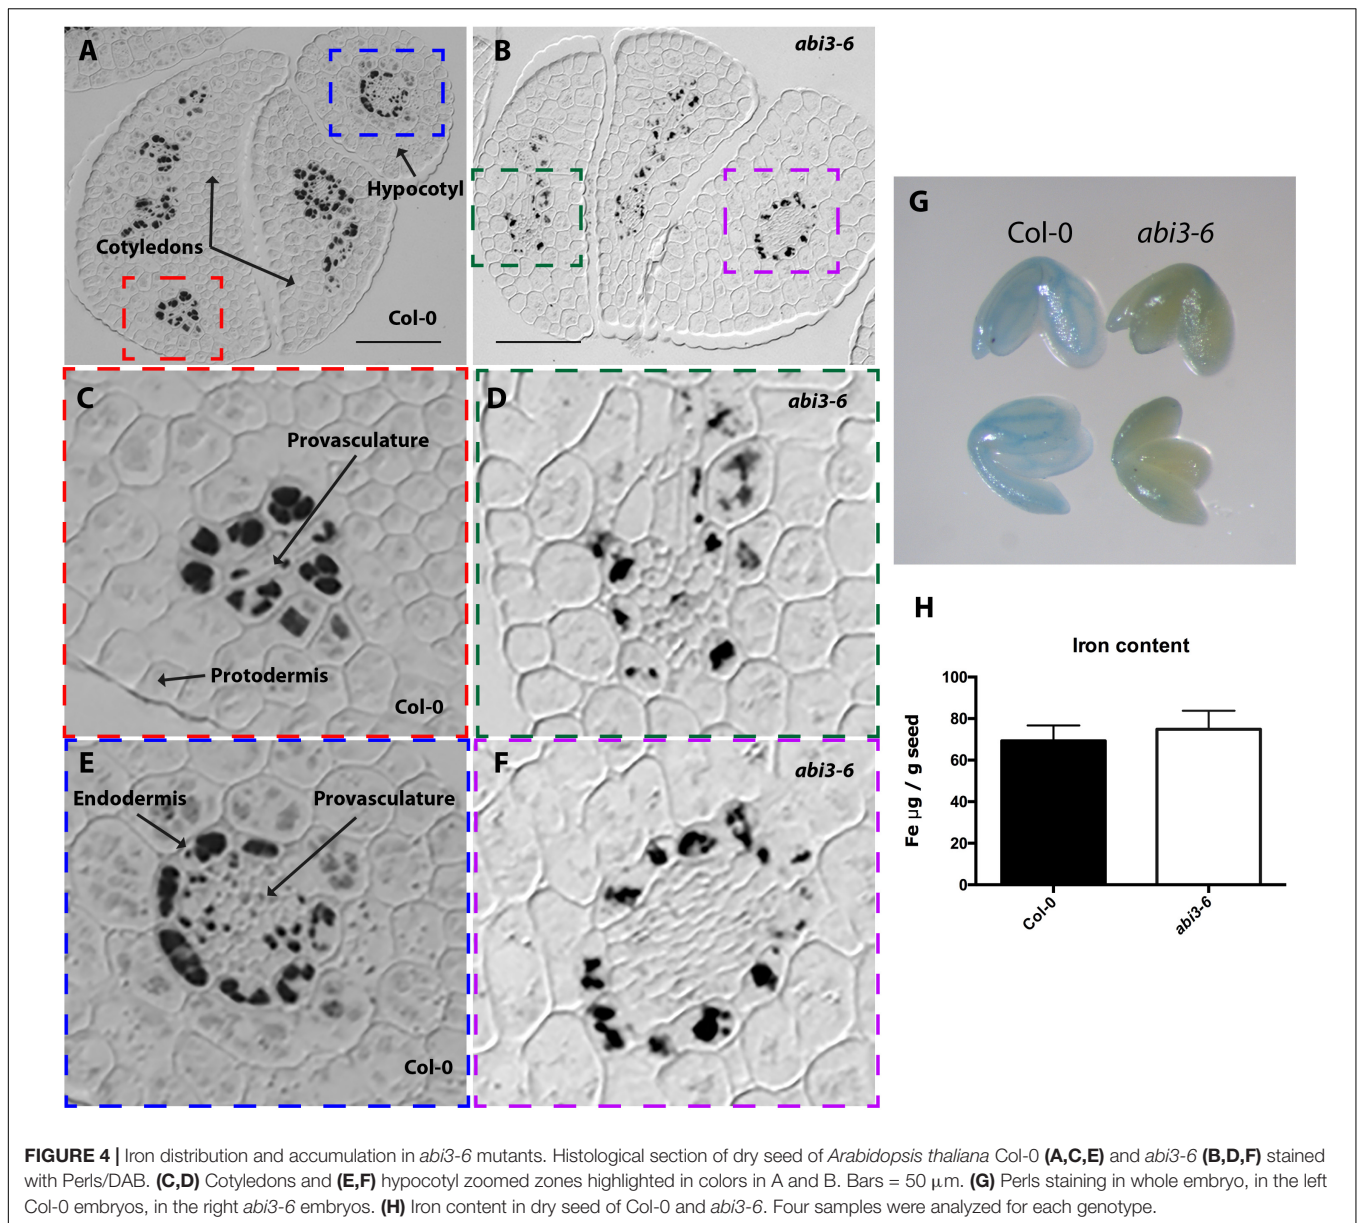 A
B
abi3-6
Hypocotyl
Cotyledons
Col-0
C
Provasculature
Protodermis
Col-0
D
abi3-6
E
Endodermis
Provasculature
Col-0
F
abi3-6
G
Col-0 abi3-6
H
Iron content
Fe µg / g seed
100
80
60
40
20
0
Col-0
abi3-6
FIGURE 4 | Iron distribution and accumulation in abi3-6 mutants. Histological section of dry seed of Arabidopsis thaliana Col-0 (A,C,E) and abi3-6 (B,D,F) stained
with Perls/DAB. (C,D) Cotyledons and (E,F) hypocotyl zoomed zones highlighted in colors in A and B. Bars = 50 µm. (G) Perls staining in whole embryo, in the left
Col-0 embryos, in the right abi3-6 embryos. (H) Iron content in dry seed of Col-0 and abi3-6. Four samples were analyzed for each genotype.